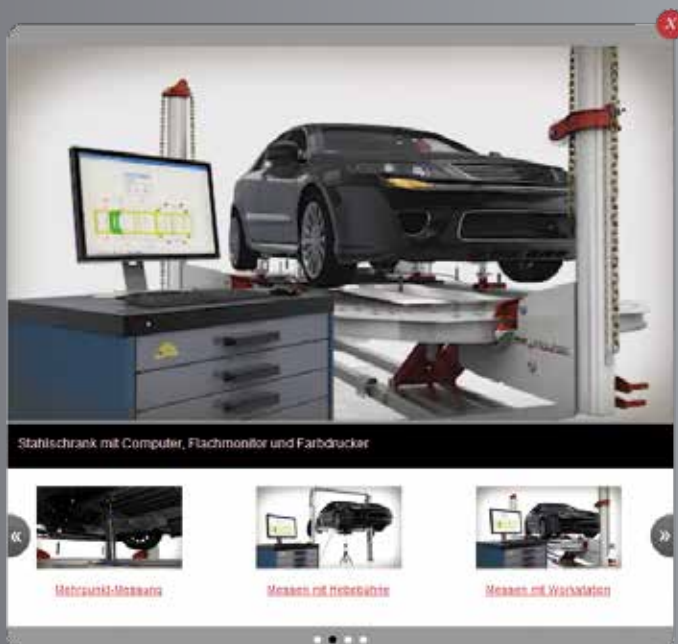 X
Stahlschrank mit Computer, Flachmonitor und Farbdrucker
«
»
Mehrpunkt-Messung
Messen mit Hebebühne
Messen mit Workstation